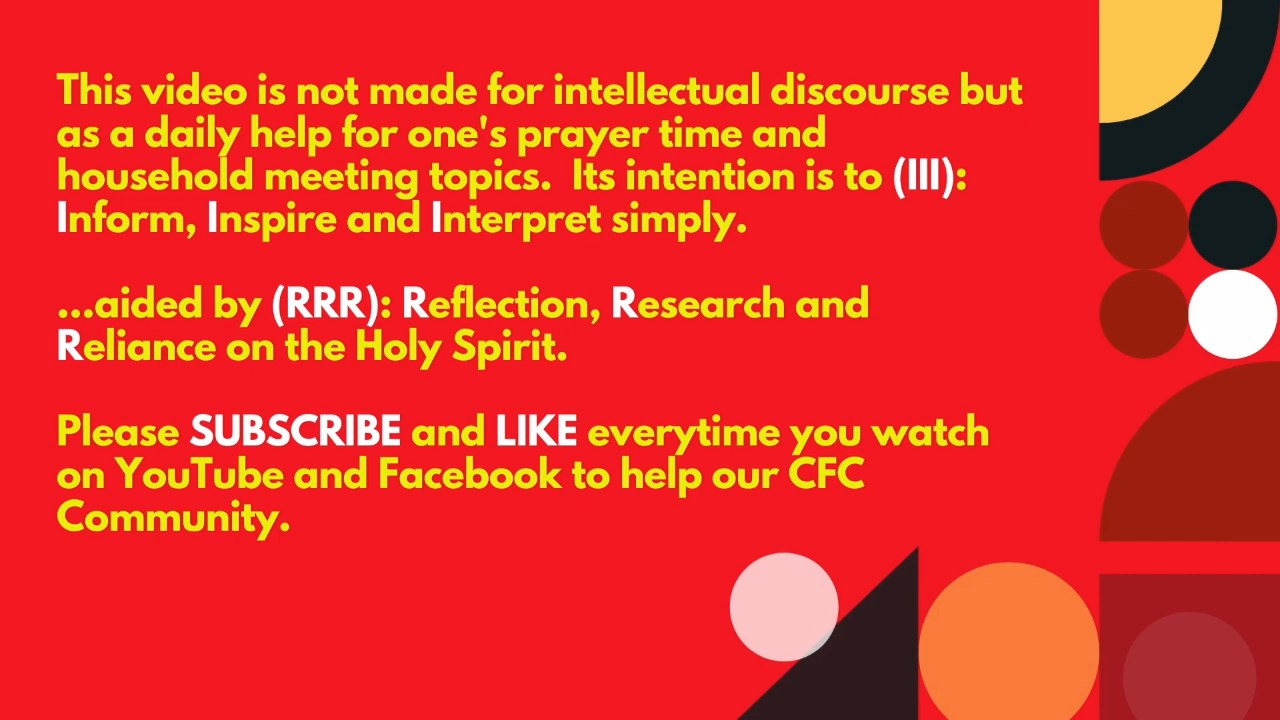 This video is not made for intellectual discourse but
as a daily help for one's prayer time and
household meeting topics.  Its intention is to (III):
Inform, Inspire and Interpret simply.
...aided by (RRR): Reflection, Research and
Reliance on the Holy Spirit.
Please SUBSCRIBE and LIKE everytime you watch
on YouTube and Facebook to help our CFC
Community.